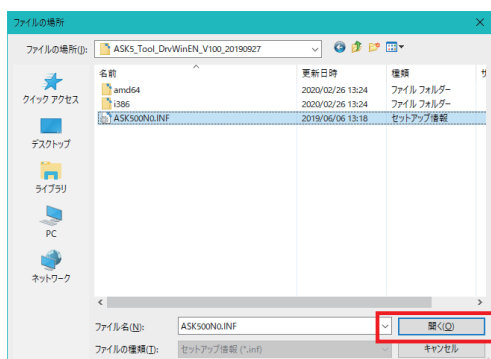 ファイルの場所
ファイルの場所(I): ASK5_Tool_DrvWinEN_V100_20190927
名前 更新日時 種類 サ
amd64 2020/02/26 13:24 ファイル フォルダー
i386 2020/02/26 13:24 ファイル フォルダー
ASK500N0.INF 2019/06/06 13:18 セットアップ情報
クイック アクセス
デスクトップ
ライブラリ
PC
ネットワーク
ファイル名(N): ASK500N0.INF 開く(O)
ファイルの種類(T): セットアップ情報 (*.inf) キャンセル